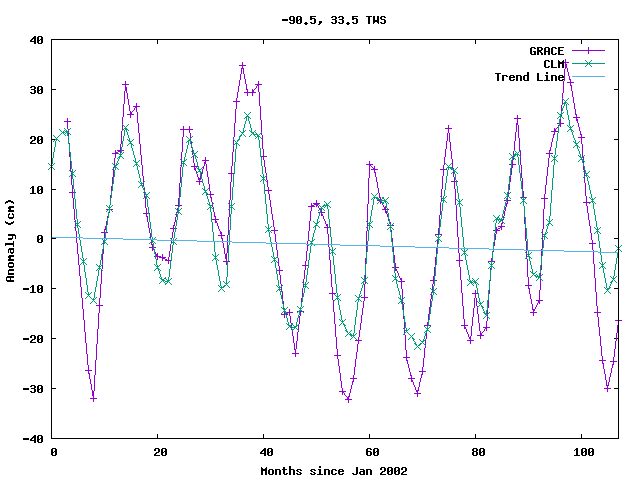 -90.5, 33.5 TWS
GRACE
CLM
Trend Line
40
30
20
10
0
-10
-20
-30
-40
Anomaly (cm)
0 20 40 60 80 100
Months since Jan 2002